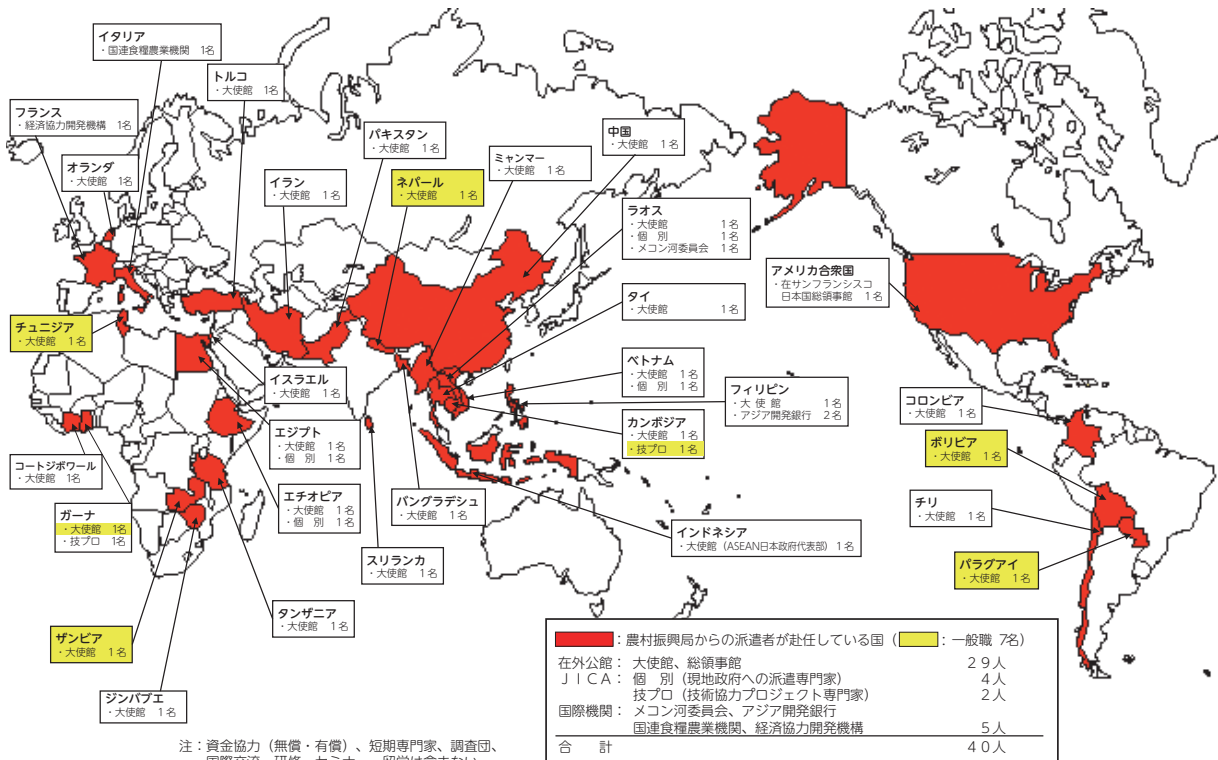 イタリア
・国連食糧農業機関 1名
トルコ
・大使館 1名
フランス
・経済協力開発機構 1名
オランダ
・大使館 1名
パキスタン
・大使館 1名
イラン
・大使館 1名
ネパール
・大使館 1名
ミャンマー
・大使館 1名
中国
・大使館 1名
ラオス
・大使館 1名
・個 別 1名
・メコン河委員会 1名
タイ
・大使館 1名
アメリカ合衆国
・在サンフランシスコ
日本国総領事館 1名
チュニジア
・大使館 1名
イスラエル
・大使館 1名
エジプト
・大使館 1名
・個 別 1名
ベトナム
・大使館 1名
・個 別 1名
フィリピン
・大 使 館 1名
・アジア開発銀行 2名
カンボジア
・大使館 1名
・技プロ 1名
コロンビア
・大使館 1名
ボリビア
・大使館 1名
コートジボワール
・大使館 1名
ガーナ
・大使館 1名
・技プロ 1名
エチオピア
・大使館 1名
・個 別 1名
バングラデシュ
・大使館 1名
チリ
・大使館 1名
インドネシア
・大使館(ASEAN日本政府代表部)1名
スリランカ
・大使館 1名
パラグアイ
・大使館 1名
タンザニア
・大使館 1名
ザンビア
・大使館 1名
ジンバブエ
・大使館 1名
:農村振興局からの派遣者が赴任している国( :一般職 7名)
在外公館: 大使館、総領事館 29人
JICA: 個 別(現地政府への派遣専門家) 4人
技プロ(技術協力プロジェクト専門家) 2人
国際機関: メコン河委員会、アジア開発銀行
国連食糧農業機関、経済協力開発機構 5人
合 計 40人
注:資金協力(無償・有償)、短期専門家、調査団、